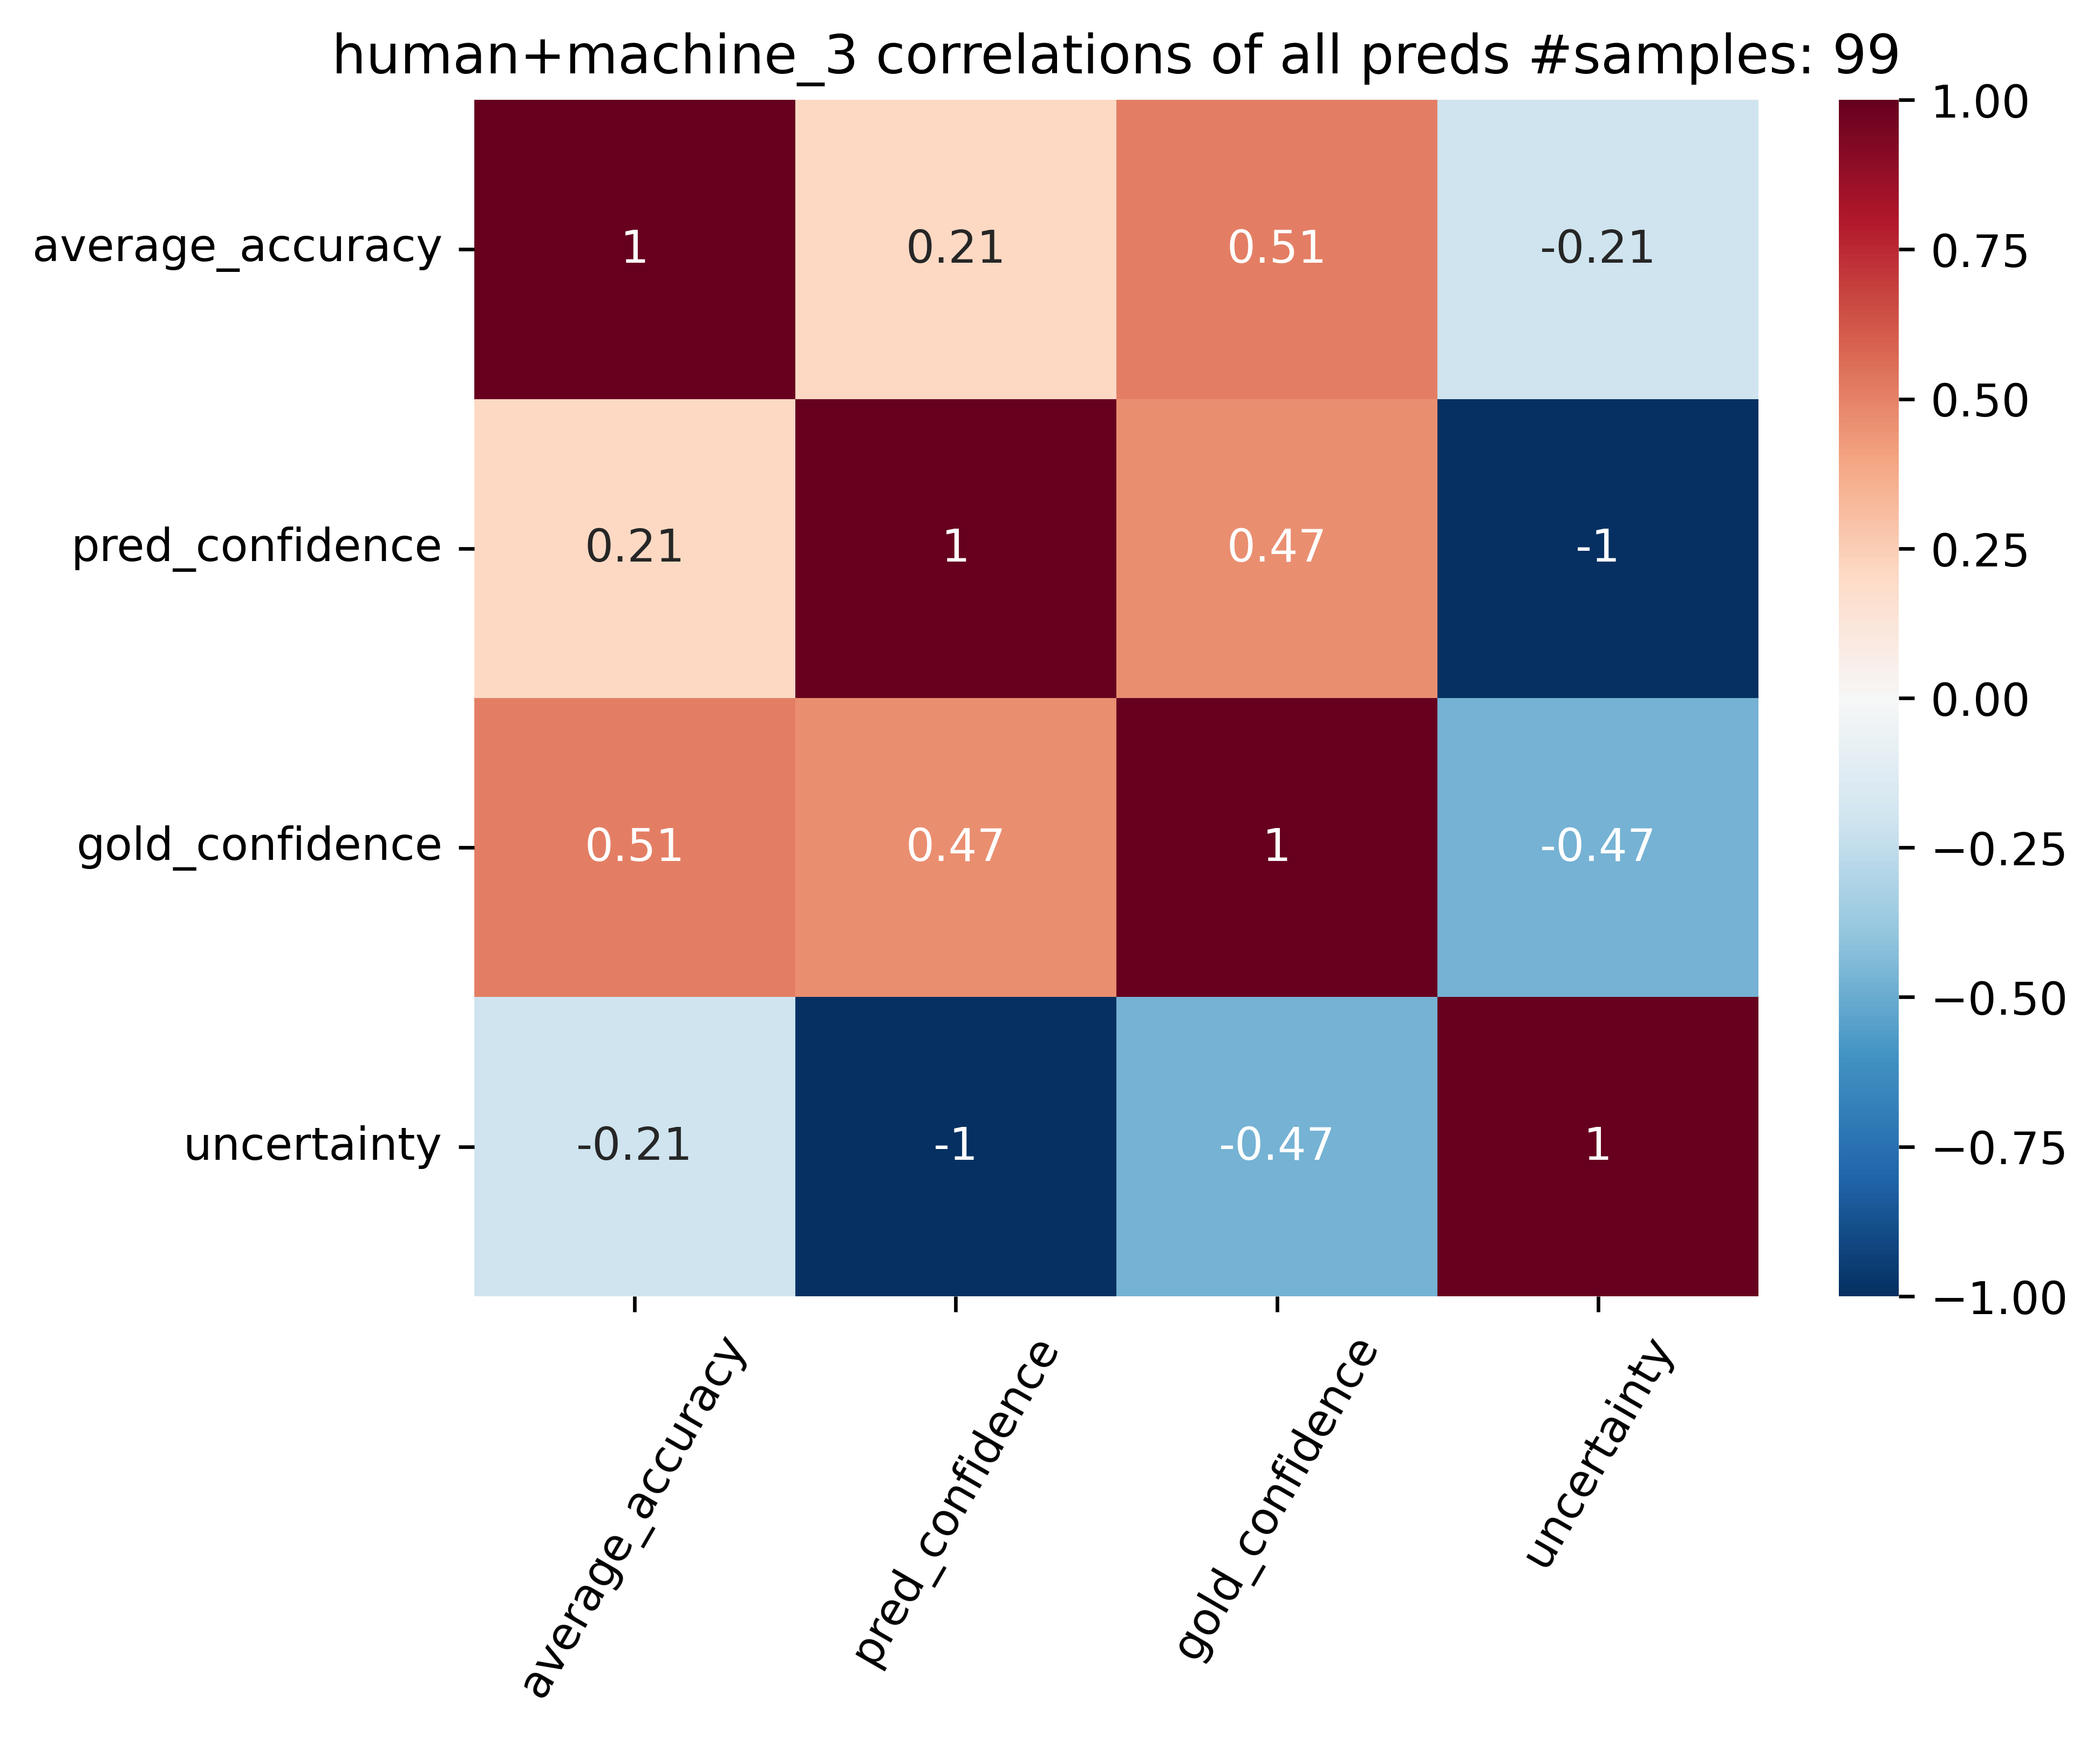 human+machine_3 correlations of all preds #samples: 99
average_accuracy 1 0.21 0.51 -0.21
pred_confidence 0.21 1 0.47 -1
gold_confidence 0.51 0.47 1 -0.47
uncertainty -0.21 -1 -0.47 1
average_accuracy
pred_confidence
gold_confidence
uncertainty
1.00
0.75
0.50
0.25
0.00
−0.25
−0.50
−0.75
−1.00